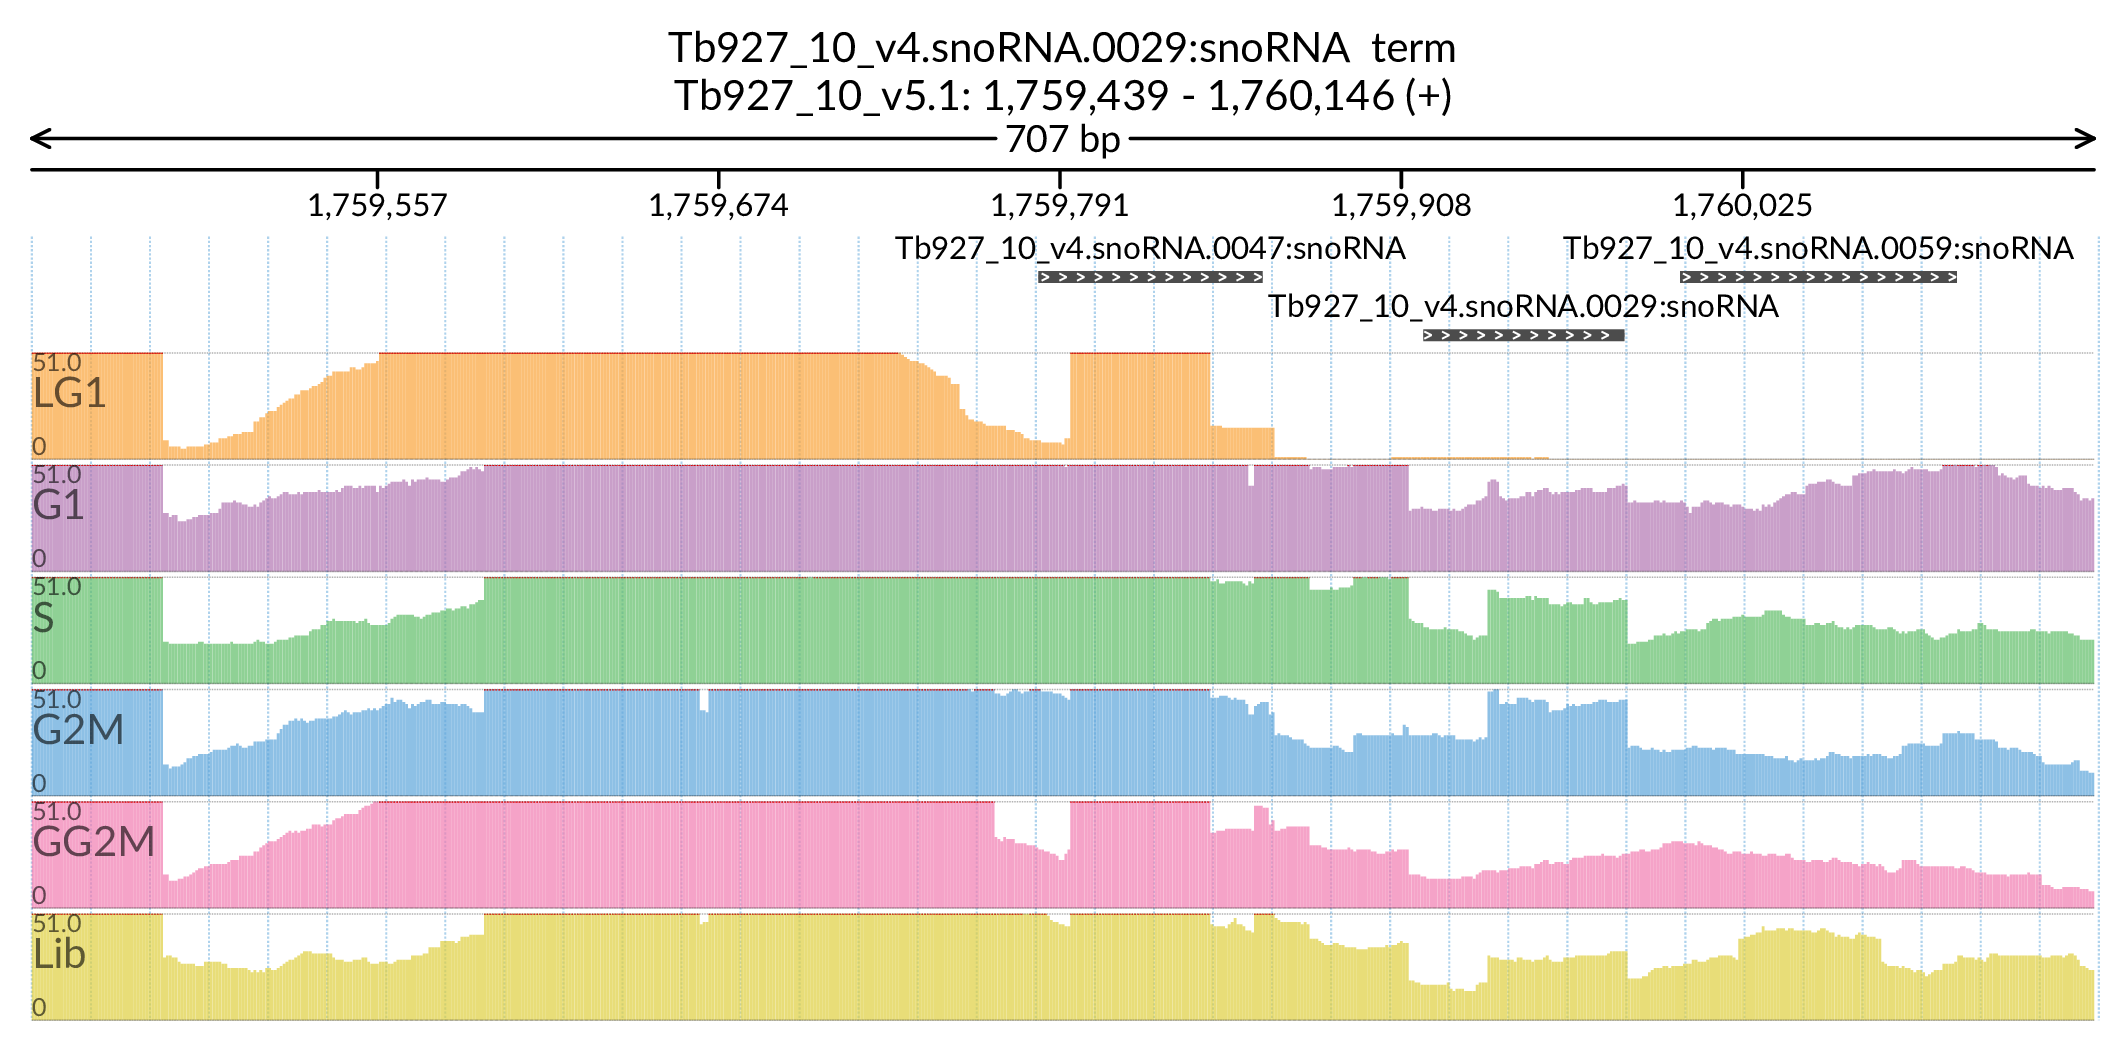 Tb927_10_v4.snoRNA.0029:snoRNA term
Tb927_10_v5.1: 1,759,439 - 1,760,146 (+)
707 bp
1,759,557 1,759,674 1,759,791 1,759,908 1,760,025
Tb927_10_v4.snoRNA.0047:snoRNA Tb927_10_v4.snoRNA.0059:snoRNA
Tb927_10_v4.snoRNA.0029:snoRNA
51.0
LG1
0
51.0
G1
0
51.0
S
0
51.0
G2M
0
51.0
GG2M
0
51.0
Lib
0